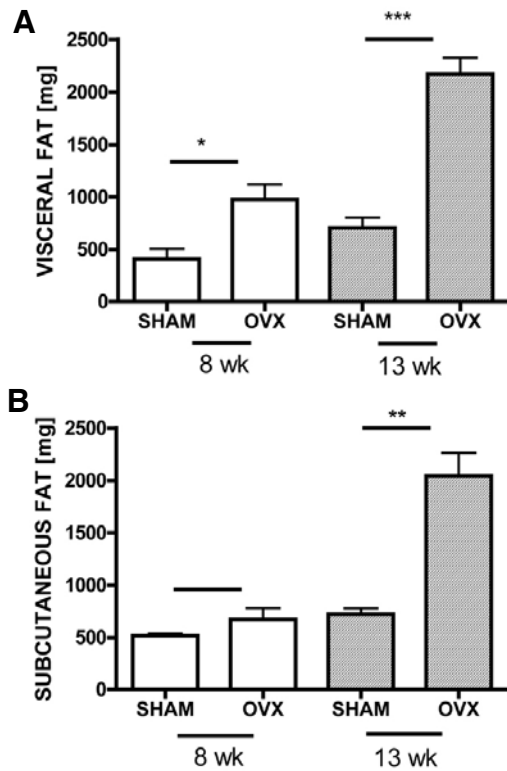 A
VISCERAL FAT [mg]
2500
2000
1500
1000
500
0
*
***
SHAM OVX SHAM OVX
8 wk 13 wk
B
SUBCUTANEOUS FAT [mg]
2500
2000
1500
1000
500
0
**
SHAM OVX SHAM OVX
8 wk 13 wk